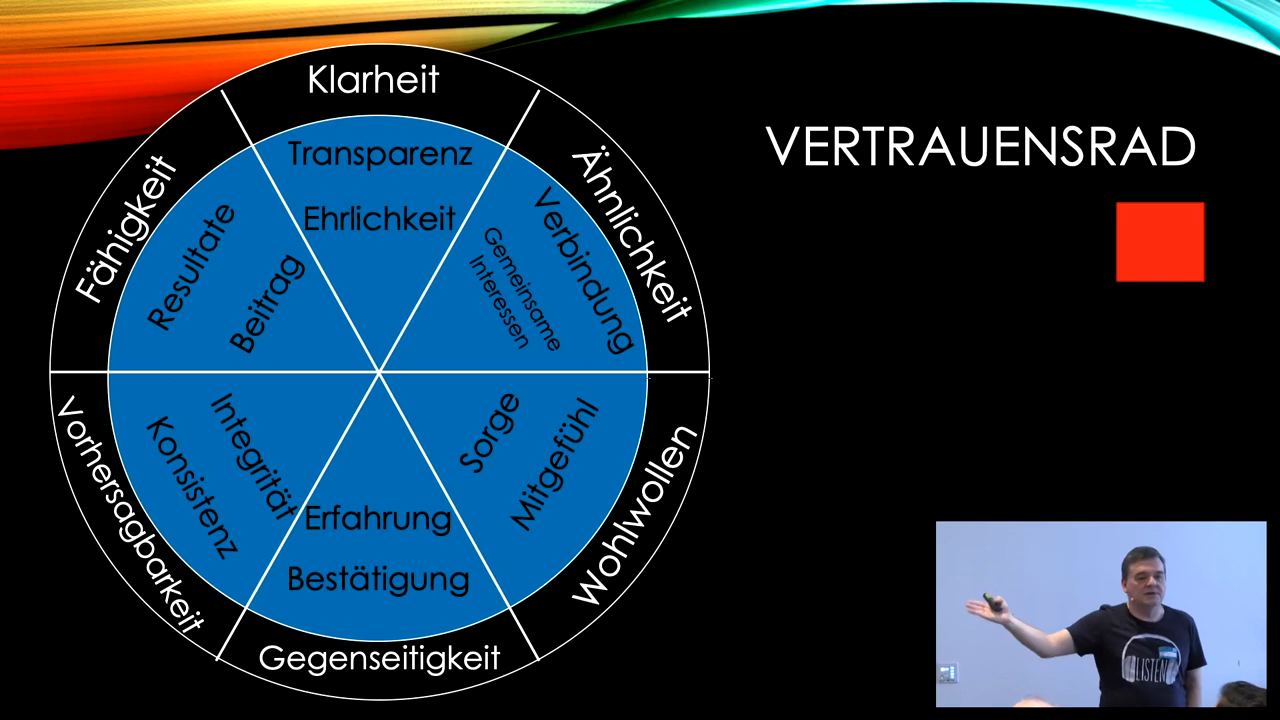 VERTRAUENSRAD
Klarheit
Transparenz
Ehrlichkeit
Ähnlichkeit
Verbindung
Gemeinsame
Interessen
Wohlwollen
Mitgefühl
Sorge
Gegenseitigkeit
Bestätigung
Erfahrung
Vorhersagbarkeit
Konsistenz
Integrität
Fähigkeit
Resultate
Beitrag
LISTEN